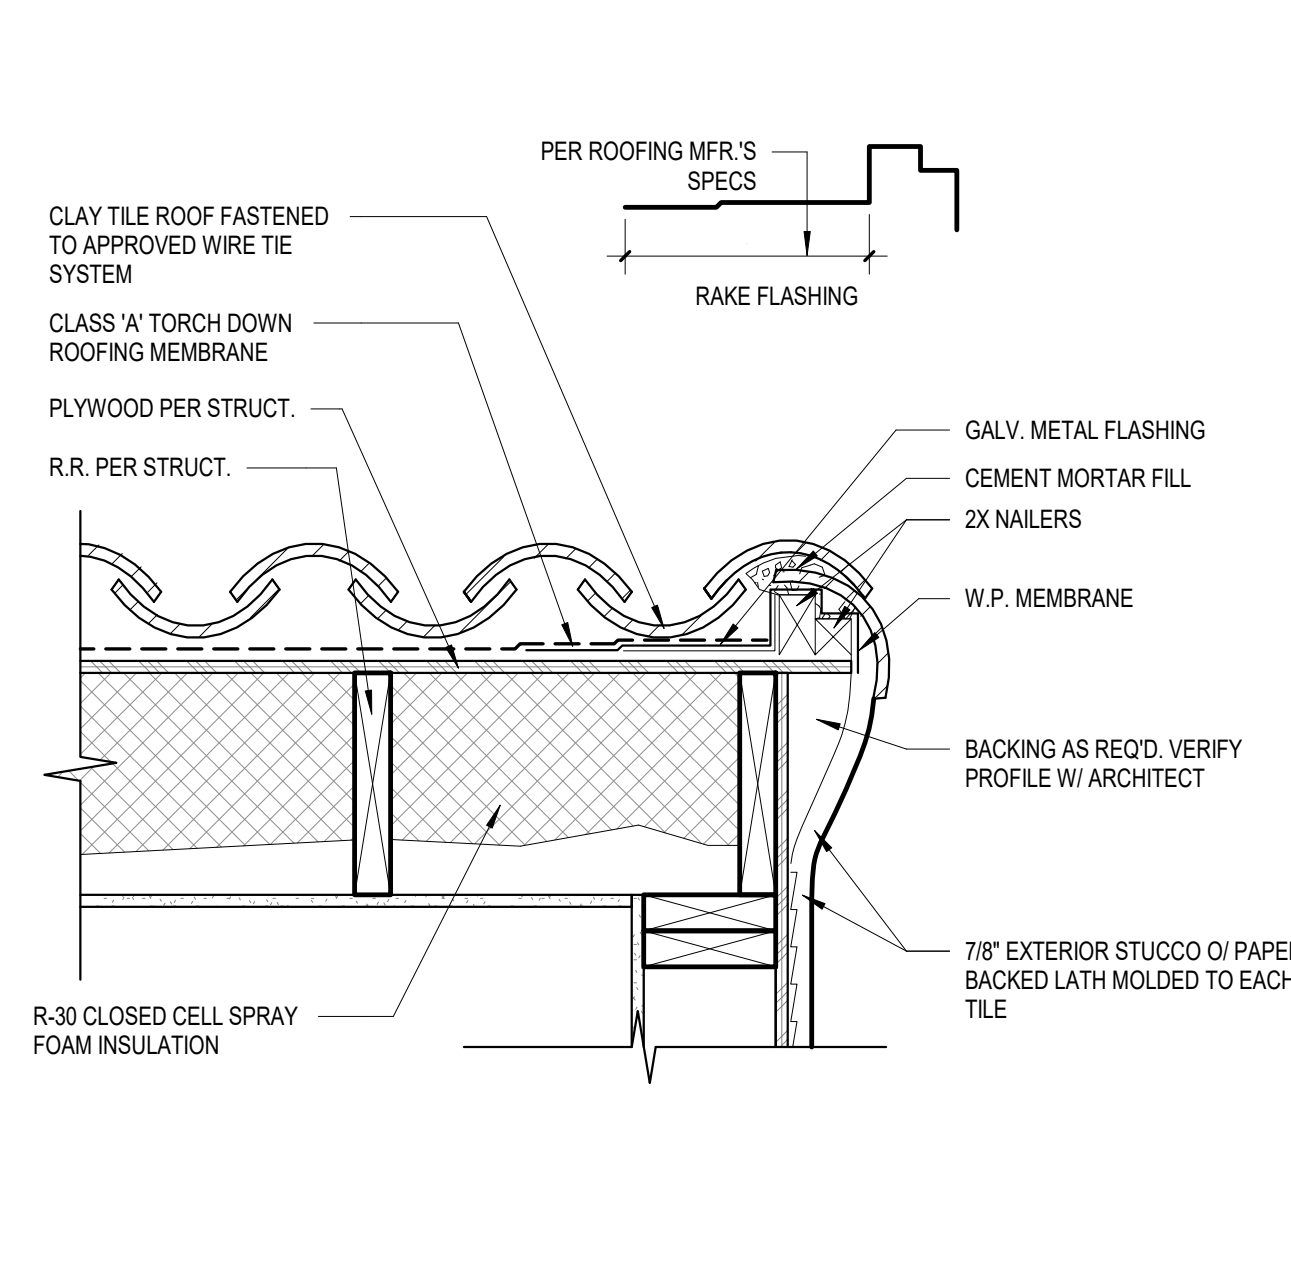 PER ROOFING MFR.'S
SPECS
RAKE FLASHING
CLAY TILE ROOF FASTENED
TO APPROVED WIRE TIE
SYSTEM
CLASS 'A' TORCH DOWN
ROOFING MEMBRANE
PLYWOOD PER STRUCT.
R.R. PER STRUCT.
GALV. METAL FLASHING
CEMENT MORTAR FILL
2X NAILERS
W.P. MEMBRANE
BACKING AS REQ'D. VERIFY
PROFILE W/ ARCHITECT
7/8" EXTERIOR STUCCO O/ PAPE
BACKED LATH MOLDED TO EACH
TILE
R-30 CLOSED CELL SPRAY
FOAM INSULATION